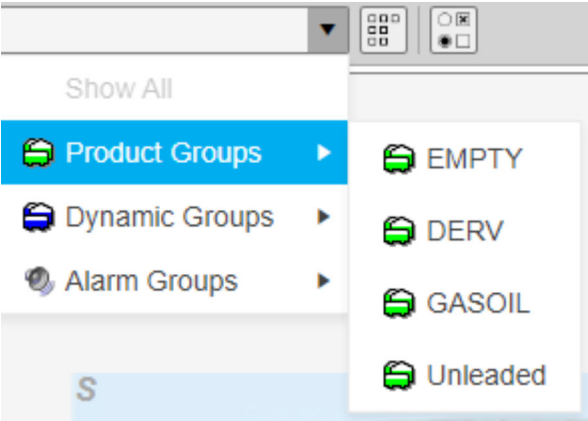 Show All
Product Groups
Dynamic Groups
Alarm Groups
EMPTY
DERV
GASOIL
Unleaded
S